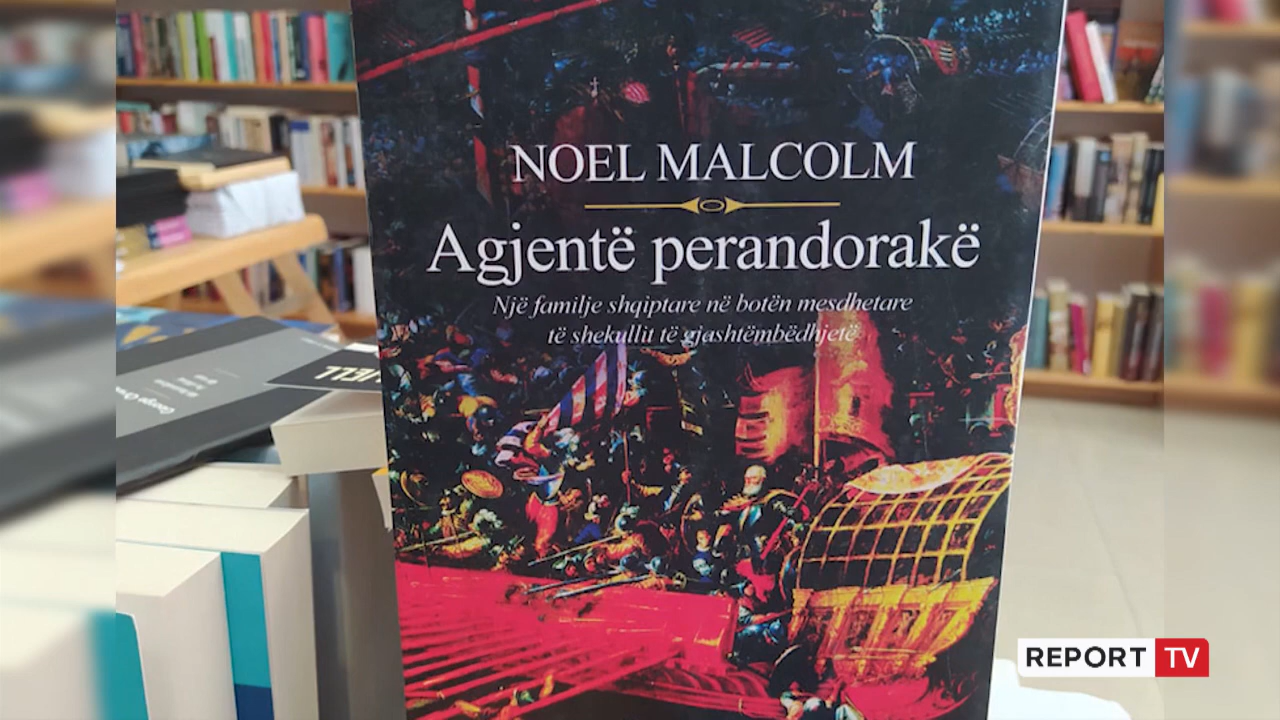 NOEL MALCOLM
Agjentë perandorakë
Një familje shqiptare në botën mesdhetare
të shekullit të gjashtëmbëdhjetë
REPORT TV